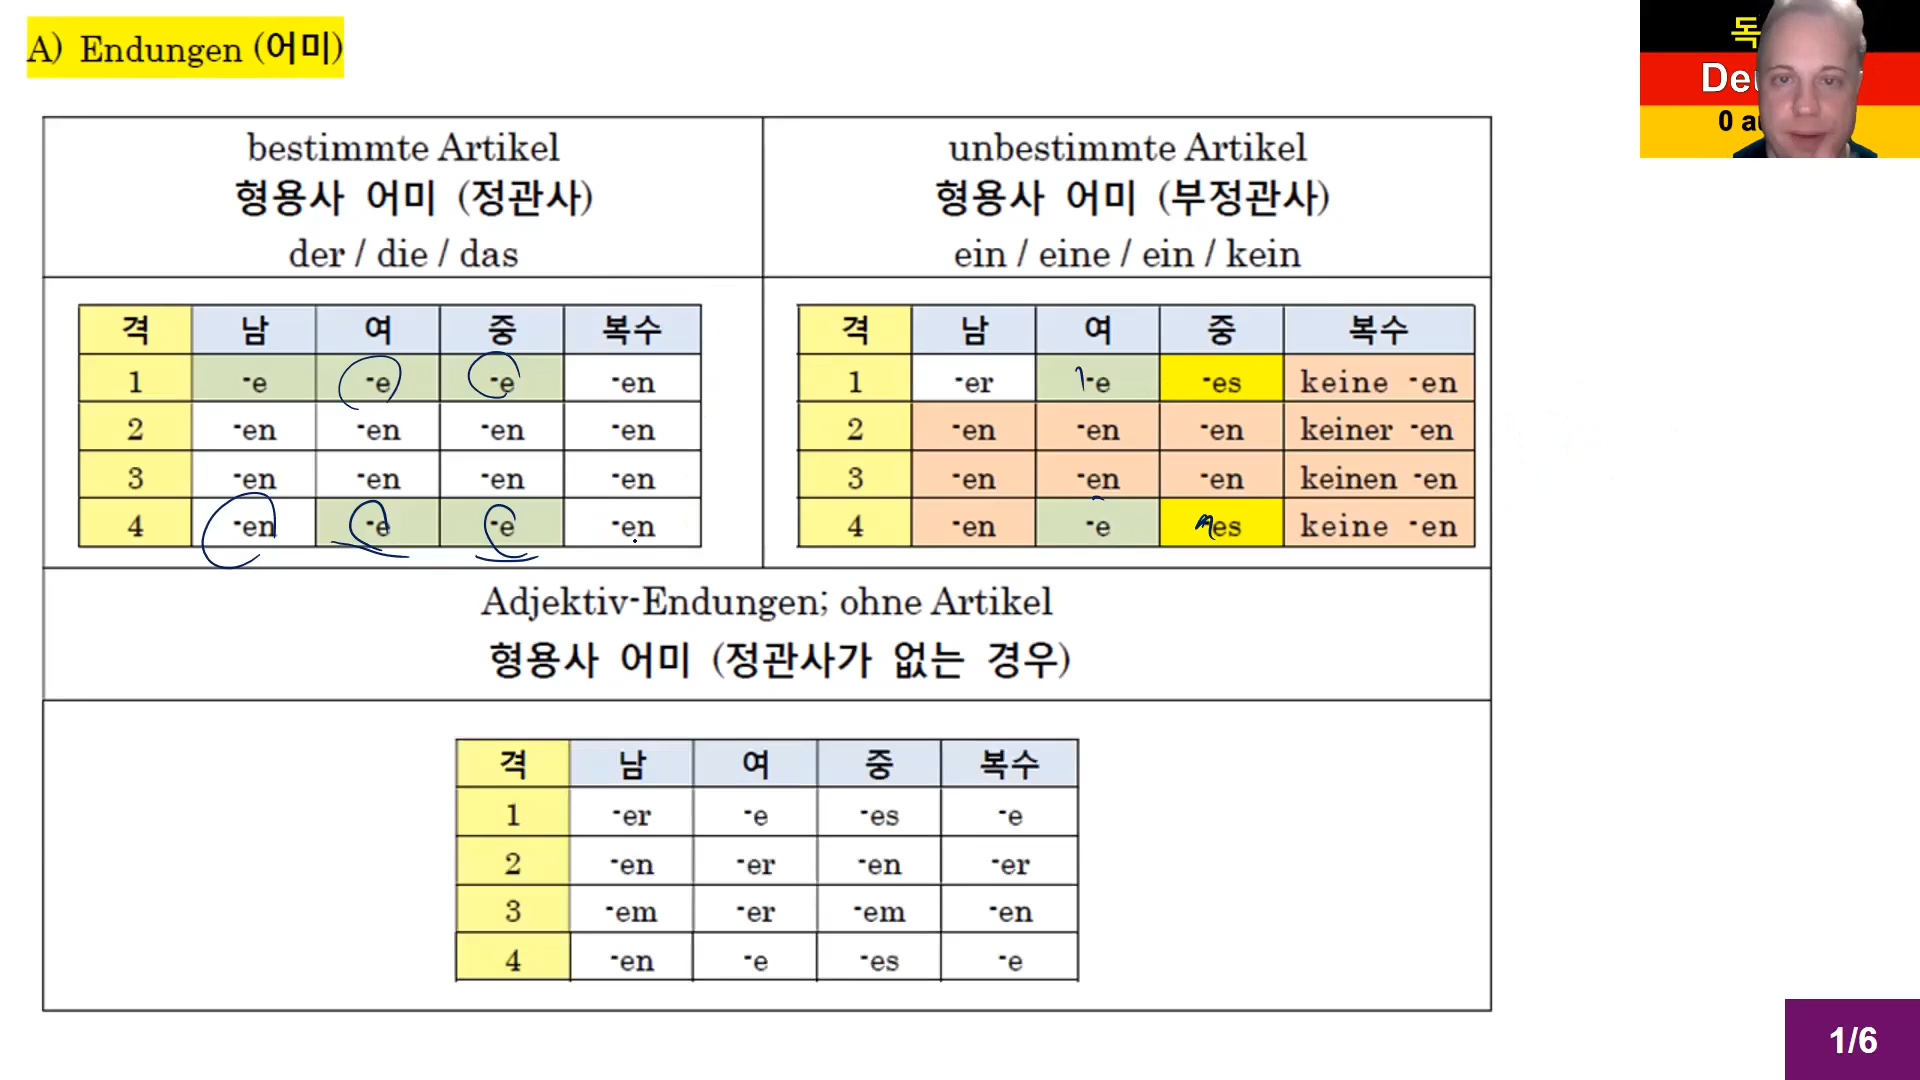 A) Endungen (어미)
bestimmte Artikel
형용사 어미 (정관사)
der / die / das
격 남 여 중 복수
1 -e -e -e -en
2 -en -en -en -en
3 -en -en -en -en
4 -en -e -e -en
unbestimmte Artikel
형용사 어미 (부정관사)
ein / eine / ein / kein
격 남 여 중 복수
1 -er -e -es keine -en
2 -en -en -en keiner -en
3 -en -en -en keinen -en
4 -en -e -es keine -en
Adjektiv-Endungen; ohne Artikel
형용사 어미 (정관사가 없는 경우)
격 남 여 중 복수
1 -er -e -es -e
2 -en -er -en -er
3 -em -er -em -en
4 -en -e -es -e
0
1/6